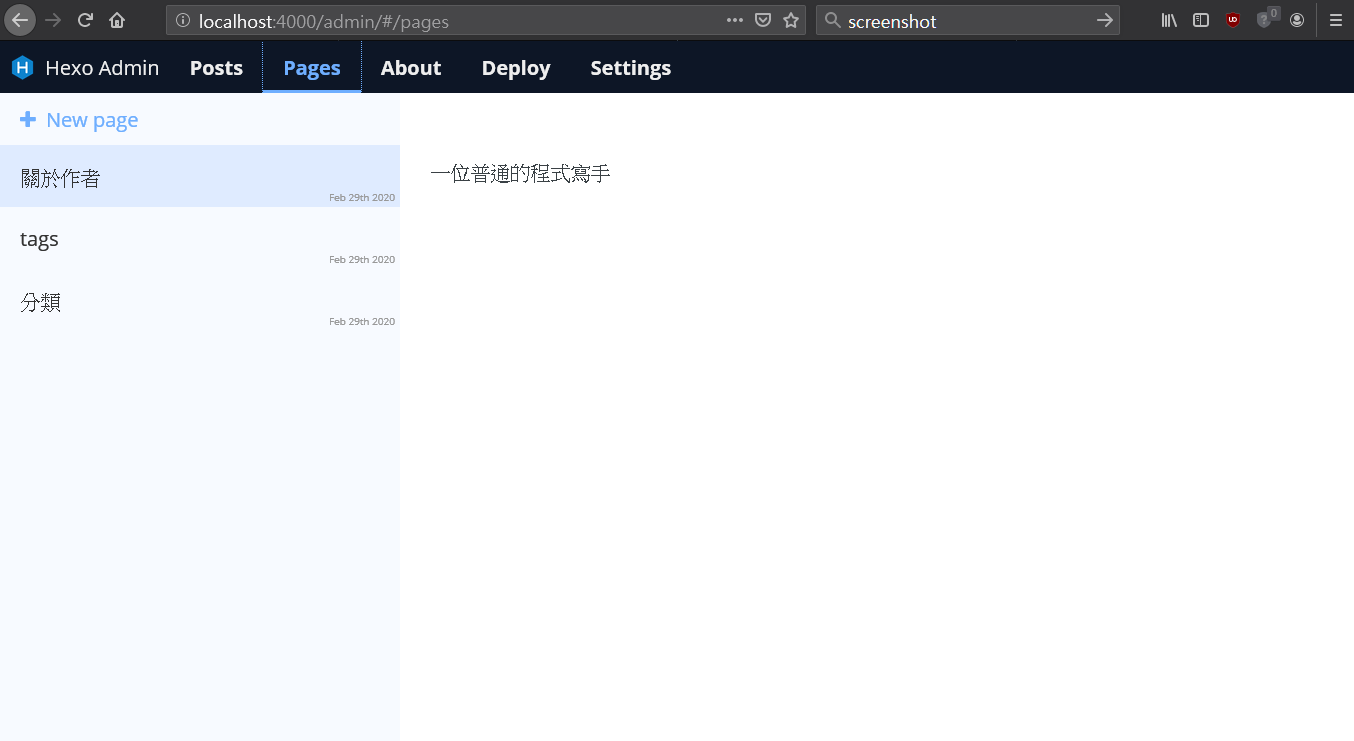 localhost:4000/admin/#/pages
screenshot
0
Hexo Admin Posts Pages About Deploy Settings
New page
關於作者
Feb 29th 2020
tags
Feb 29th 2020
分類
Feb 29th 2020
一位普通的程式寫手